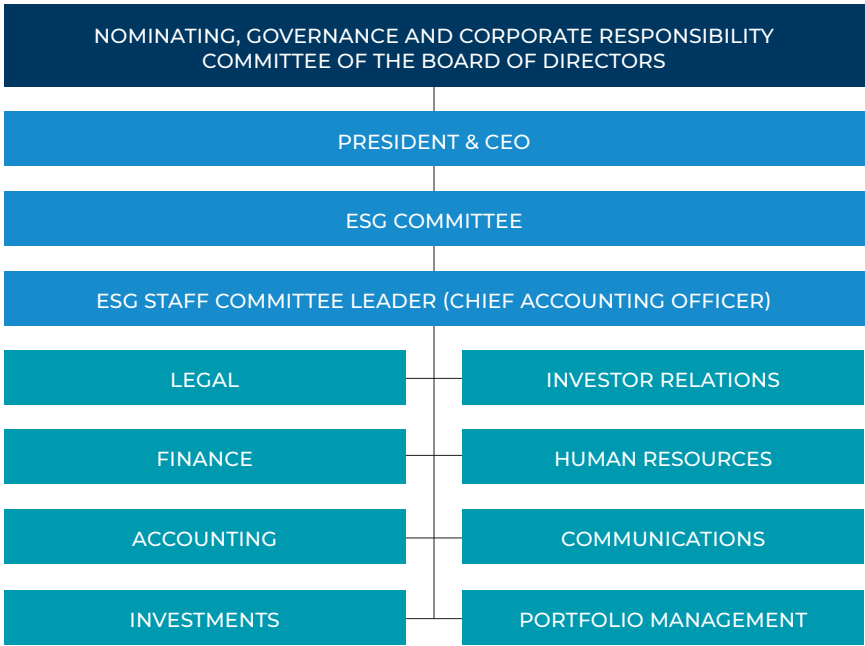 NOMINATING, GOVERNANCE AND CORPORATE RESPONSIBILITY
COMMITTEE OF THE BOARD OF DIRECTORS
PRESIDENT & CEO
ESG COMMITTEE
ESG STAFF COMMITTEE LEADER (CHIEF ACCOUNTING OFFICER)
LEGAL
INVESTOR RELATIONS
FINANCE
HUMAN RESOURCES
ACCOUNTING
COMMUNICATIONS
INVESTMENTS
PORTFOLIO MANAGEMENT